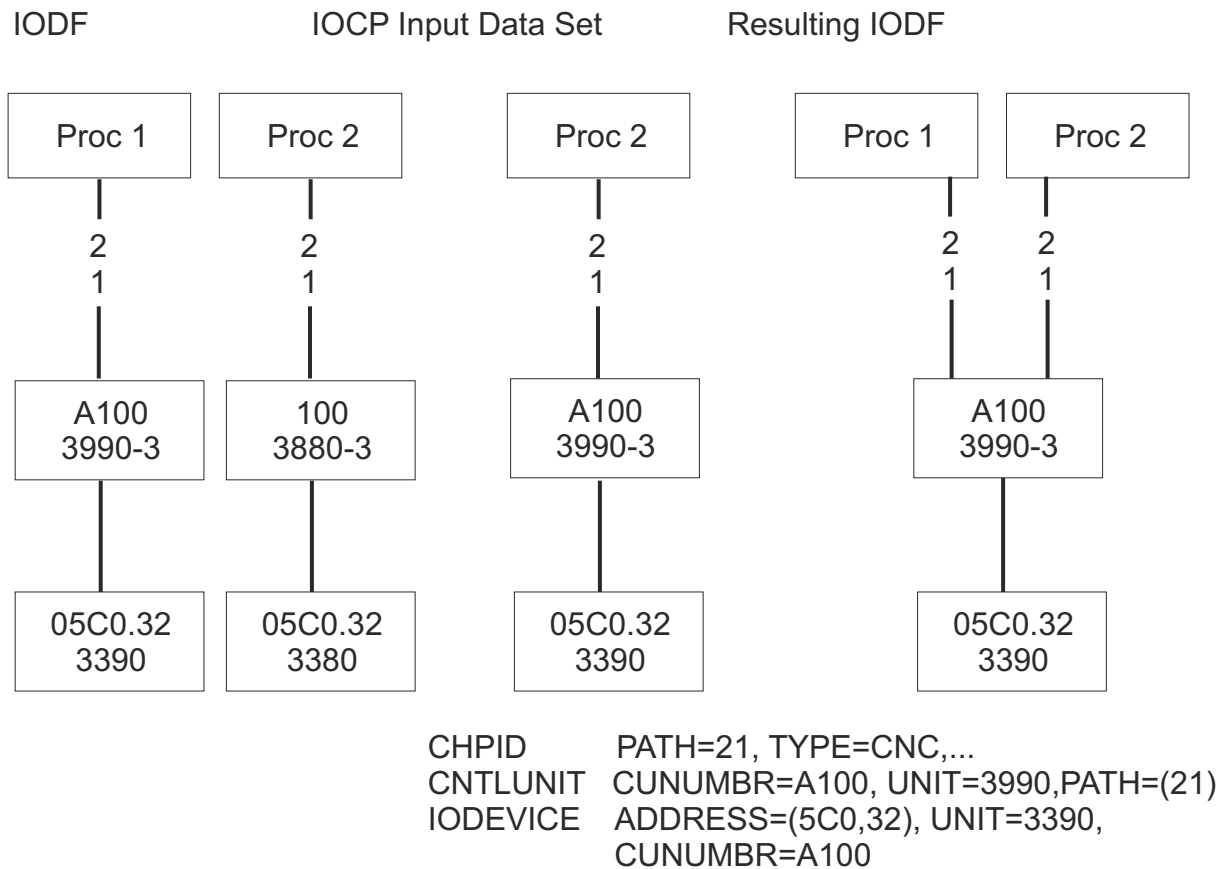 IODF IOCP Input Data Set Resulting IODF
Proc 1 Proc 2 Proc 2 Proc 1 Proc 2
2 2 2 2 2
1 1 1 1 1
A100 100 A100 A100
3990-3 3880-3 3990-3 3990-3
05C0.32 05C0.32 05C0.32 05C0.32
3390 3380 3390 3390
CHPID PATH=21, TYPE=CNC,...
CNTLUNIT CUNUMBR=A100, UNIT=3990,PATH=(21)
IODEVICE ADDRESS=(5C0,32), UNIT=3390,
CUNUMBR=A100